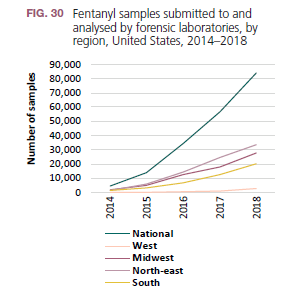 FIG. 30 Fentanyl samples submitted to and
analysed by forensic laboratories, by
region, United States, 2014–2018
Number of samples
90,000
80,000
70,000
60,000
50,000
40,000
30,000
20,000
10,000
0
2014
2015
2016
2017
2018
National
West
Midwest
North-east
South